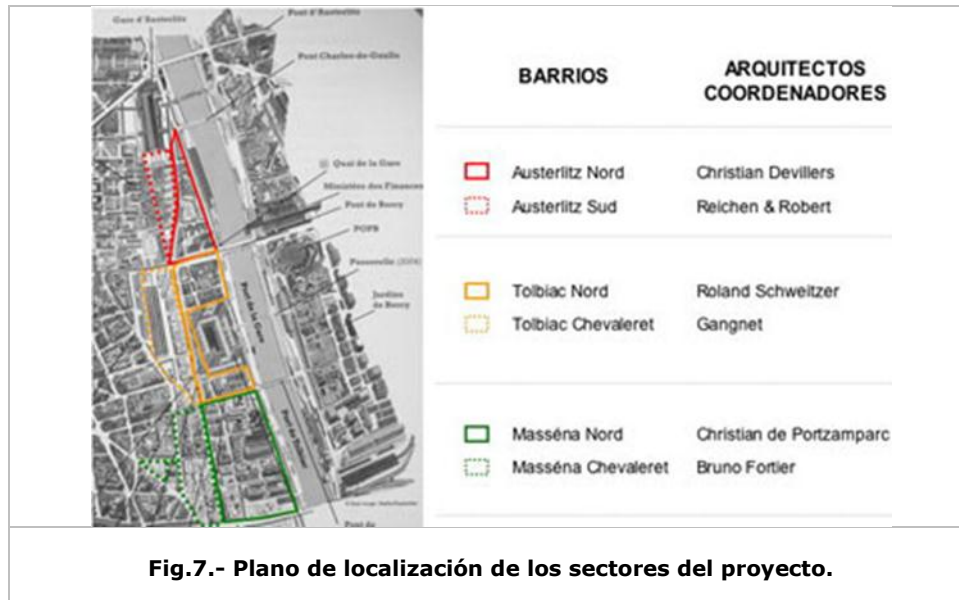 Gare d'Austerlitz
Pont d'Austerlitz
Pont Charles-de-Gaulle
Quai de la Gare
Ministère des Finances
Pont de Bercy
POPB
Passerelle (2004)
Jardins
de Bercy
Port de la Gare
Pont de
BARRIOS
ARQUITECTOS
COORDENADORES
Austerlitz Nord
Christian Devillers
Austerlitz Sud
Reichen & Robert
Tolbiac Nord
Roland Schweitzer
Tolbiac Chevaleret
Gangnet
Masséna Nord
Christian de Portzamparc
Masséna Chevaleret
Bruno Fortier
Fig.7.- Plano de localización de los sectores del proyecto.